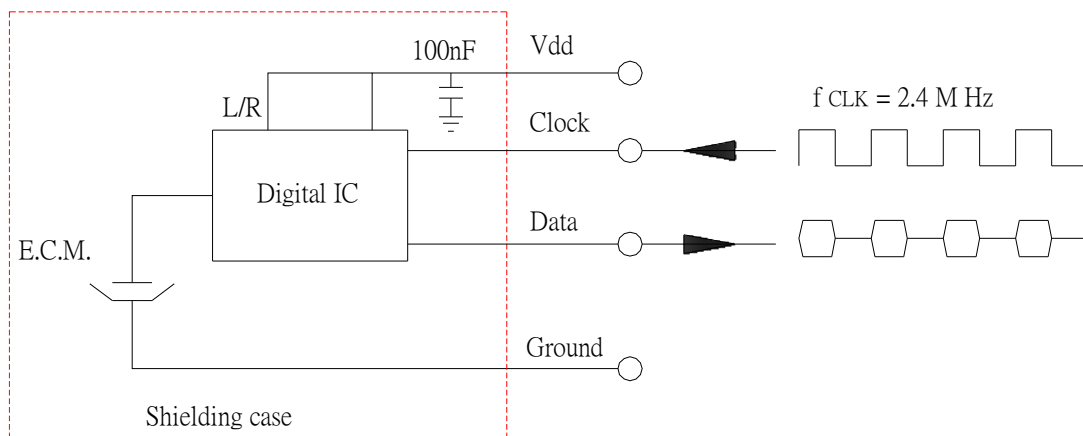 100nF
Vdd
L/R
Clock
f CLK = 2.4 M Hz
Digital IC
Data
E.C.M.
Ground
Shielding case